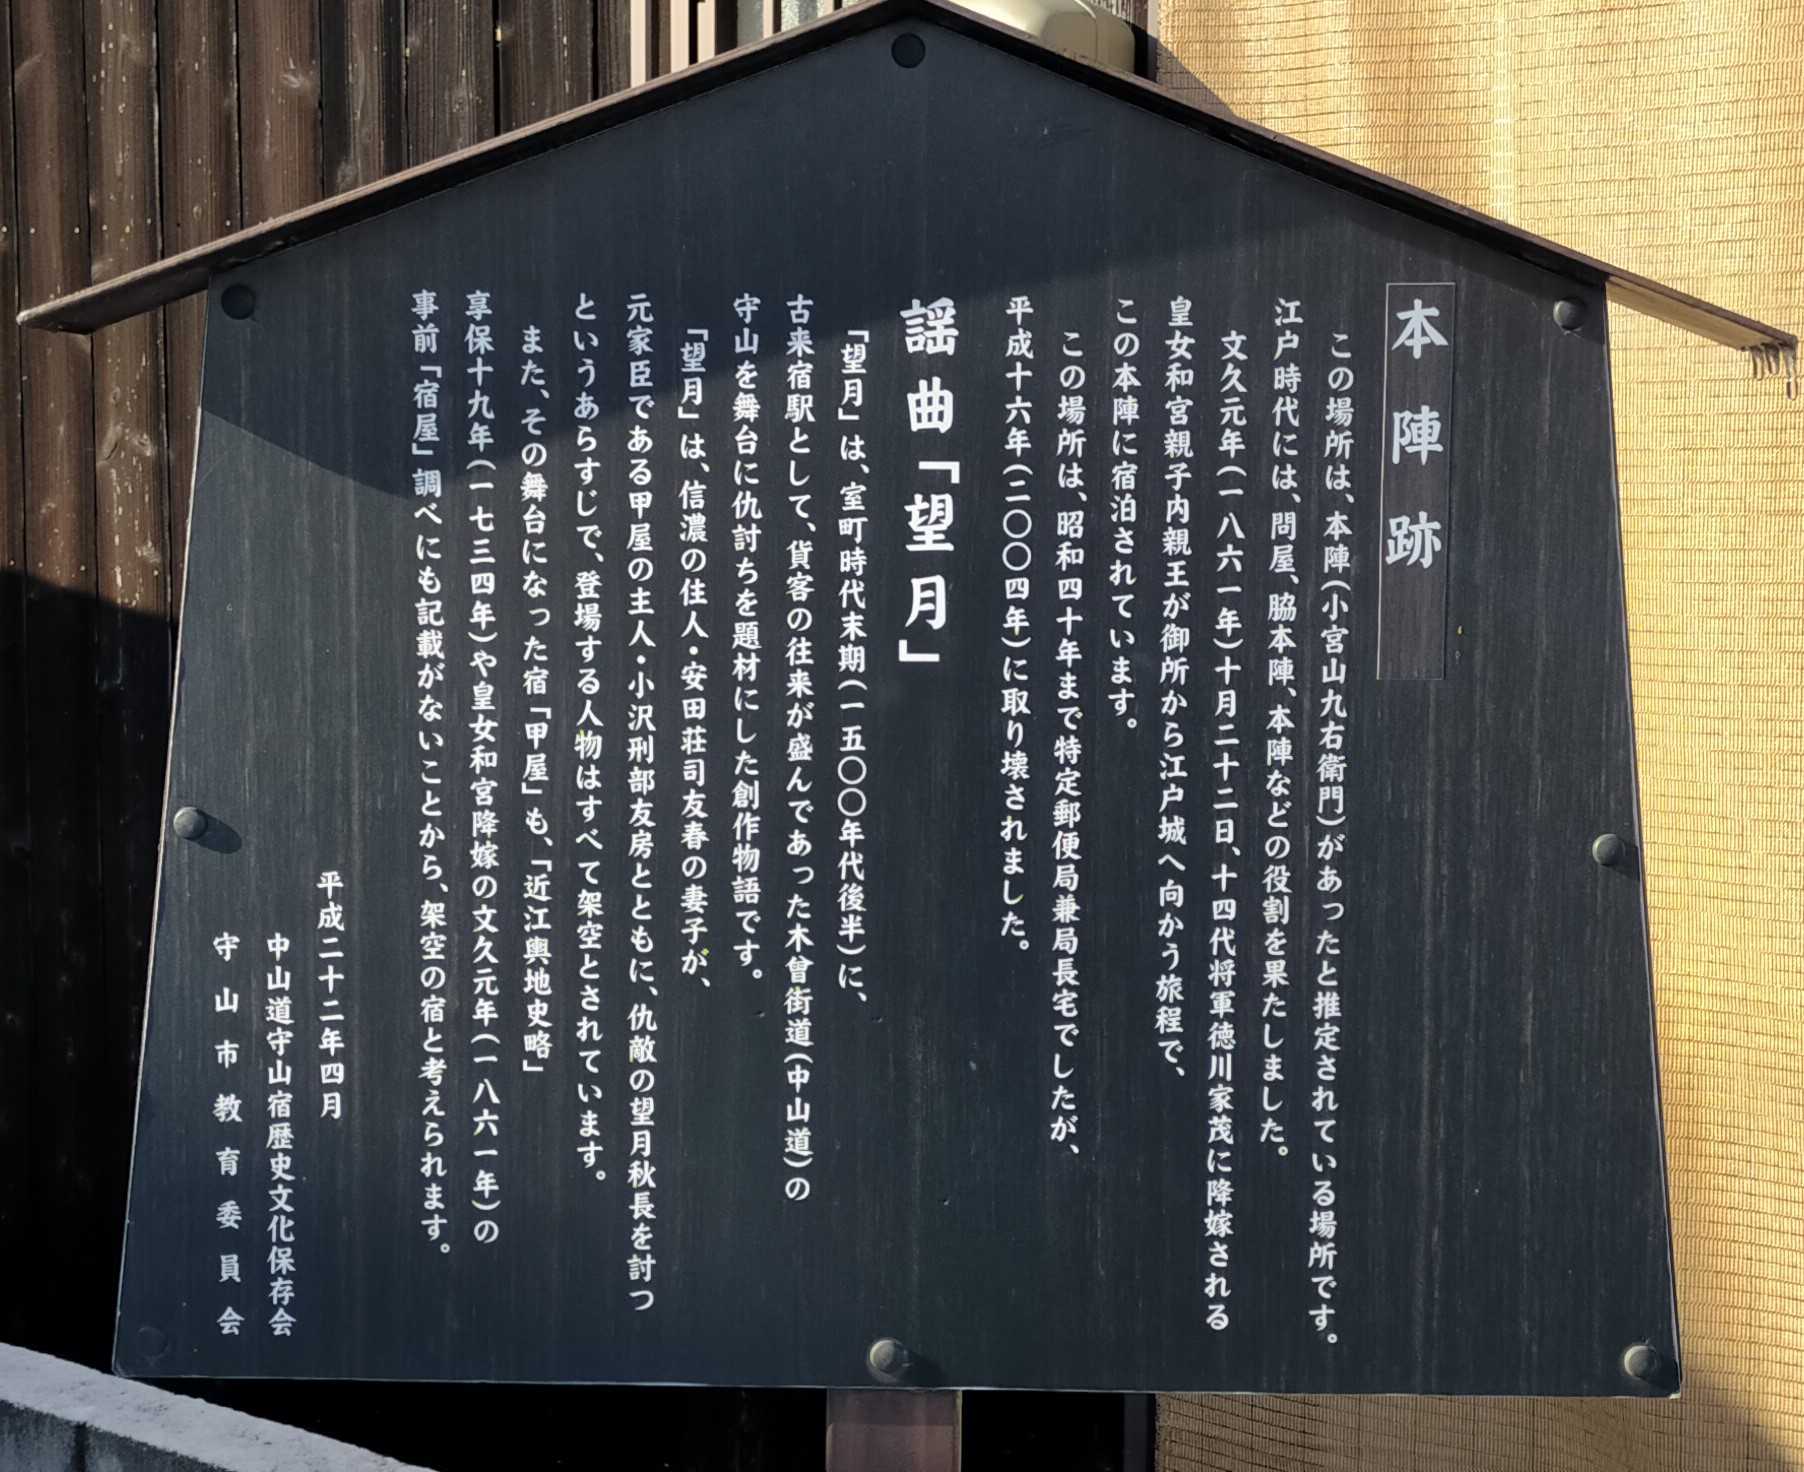 本陣跡
この場所は、本陣(小宮山九右衛門)があったと推定されている場所です。
江戸時代には、問屋、脇本陣、本陣などの役割を果たしました。
文久元年(一八六一年)十月二十二日、十四代将軍徳川家茂に降嫁される
皇女和宮親子内親王が御所から江戸城へ向かう旅程で、
この本陣に宿泊されています。
この場所は、昭和四十年まで特定郵便局兼局長宅でしたが、
平成十六年(二〇〇四年)に取り壊されました。
謡曲「望月」
「望月」は、室町時代末期(一五〇〇年代後半)に、
古来宿駅として、貨客の往来が盛んであった木曽街道(中山道)の
守山を舞台に仇討ちを題材にした創作物語です。
「望月」は、信濃の住人・安田荘司友春の妻子が、
元家臣である甲屋の主人・小沢刑部友房とともに、仇敵の望月秋長を討つ
というあらすじで、登場する人物はすべて架空とされています。
また、その舞台になった宿「甲屋」も、「近江輿地史略」
享保十九年(一七三四年)や皇女和宮降嫁の文久元年(一八六一年)の
事前「宿屋」調べにも記載がないことから、架空の宿と考えられます。
平成二十二年四月
中山道守山宿歴史文化保存会
守山市教育委員会